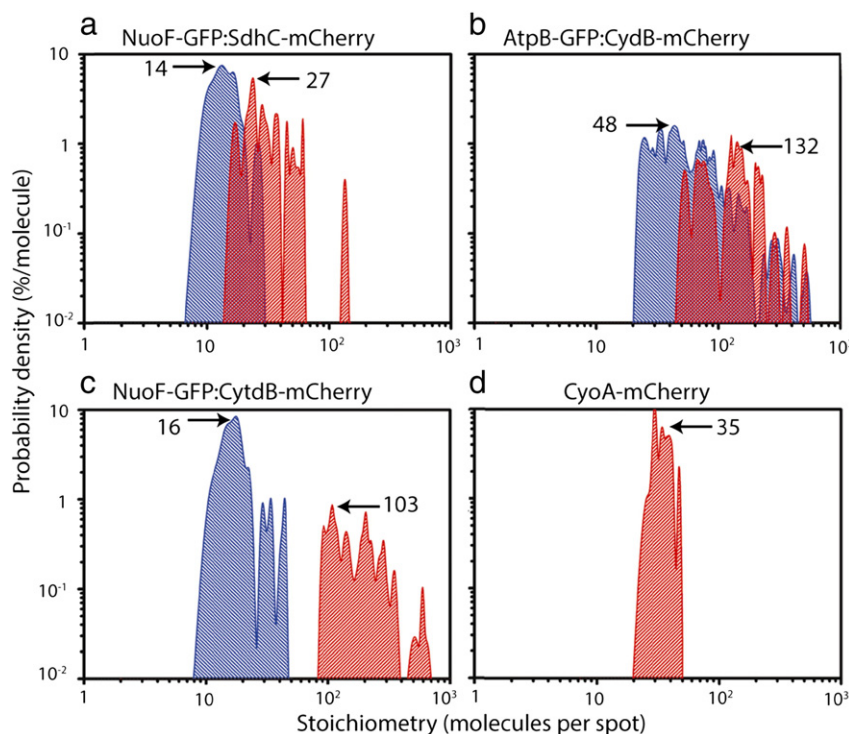 a NuoF-GFP:SdhC-mCherry
b AtpB-GFP:CydB-mCherry
Probability density (%/molecule)
10
1
10-1
10-2
14
27
48
132
1 10 10² 10³
1 10 10² 10³
c NuoF-GFP:CytdB-mCherry
d CyoA-mCherry
10
1
10-1
10-2
16
103
35
1 10 10² 10³
1 10 10² 10³
Stoichiometry (molecules per spot)